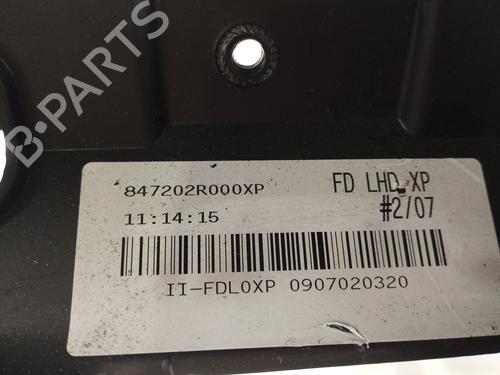 B-PARTS
847202R000XP FD LHD XP
11:14:15 #2/07
II-FDL0XP 0907020320